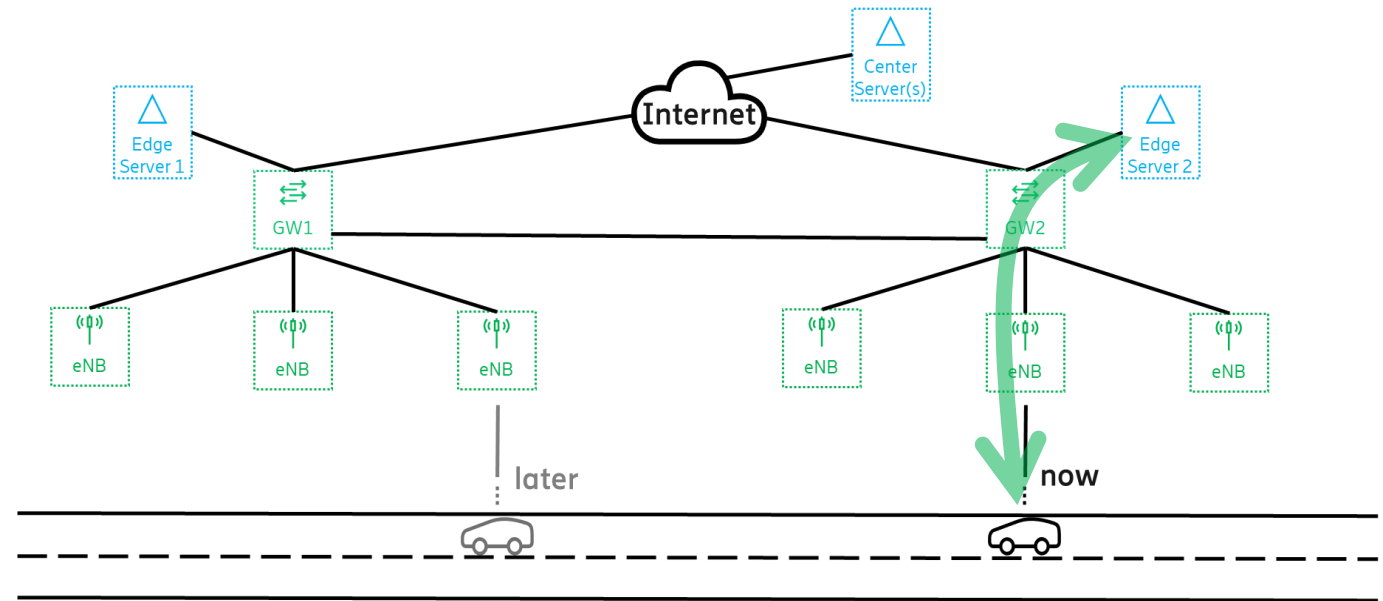 Center
Server(s)
Internet
Edge
Server 1
Edge
Server 2
GW1
GW2
eNB
eNB
eNB
eNB
eNB
eNB
later
now